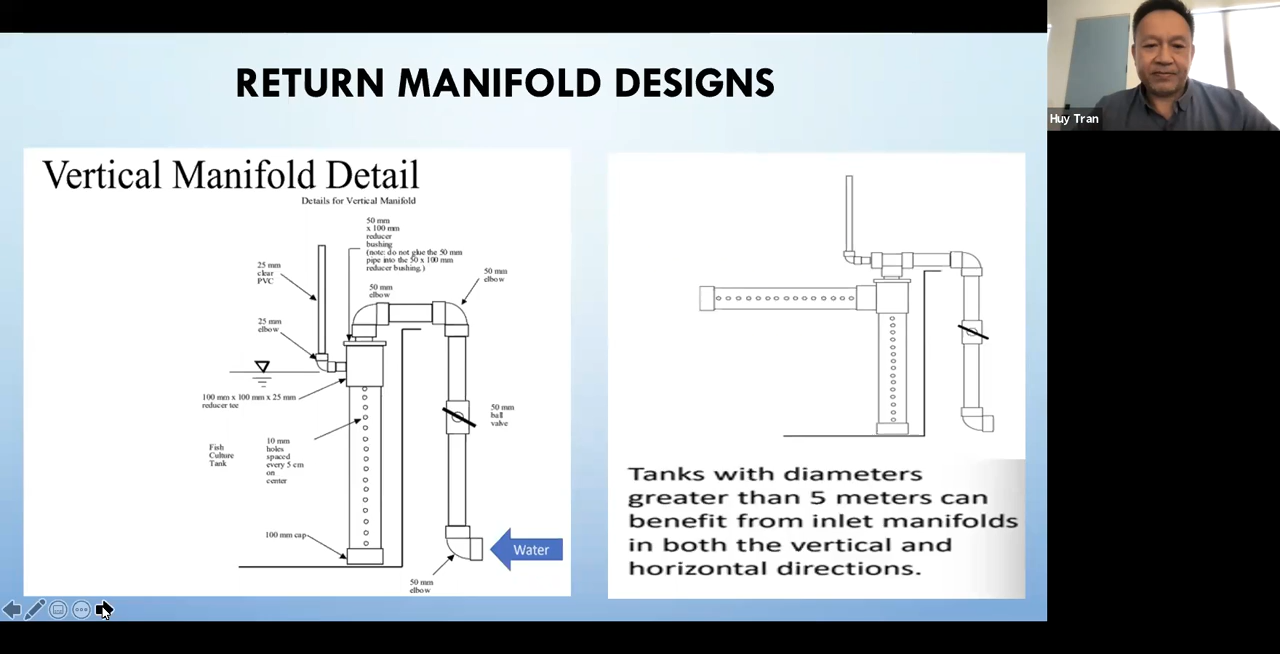 RETURN MANIFOLD DESIGNS
Huy Tran
Vertical Manifold Detail
Details for Vertical Manifold
50 mm
x 100 mm
reducer
bushing
(note: do not glue the 50 mm
pipe into the 50 x 100 mm
reducer bushing.)
25 mm
clear
PVC
50 mm
elbow
50 mm
elbow
25 mm
elbow
100 mm x 100 mm x 25 mm
reducer tee
50 mm
ball
valve
Fish
Culture
Tank
10 mm
holes
spaced
every 5 cm
on
center
100 mm cap
Water
50 mm
elbow
Tanks with diameters
greater than 5 meters can
benefit from inlet manifolds
in both the vertical and
horizontal directions.